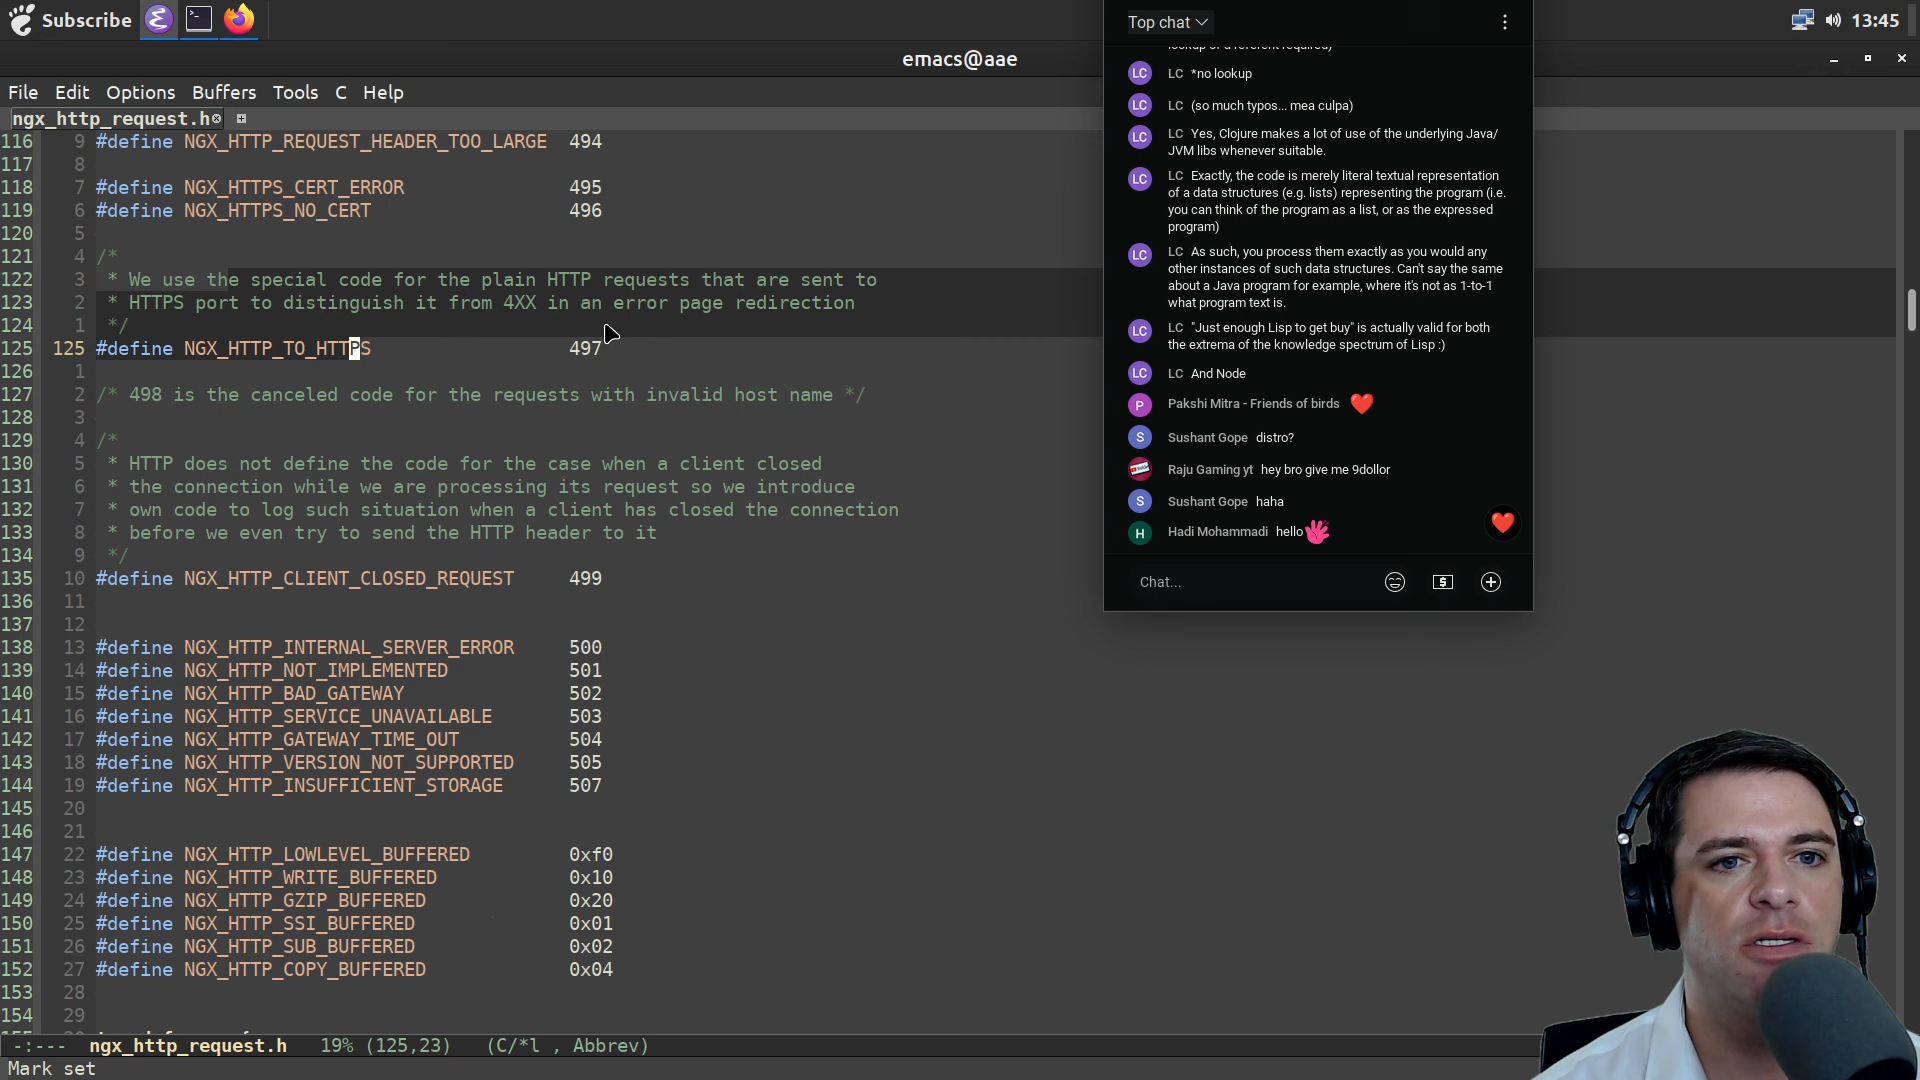 Subscribe
13:45
emacs@aae
File Edit Options Buffers Tools C Help
ngx_http_request.h
116 9 #define NGX_HTTP_REQUEST_HEADER_TOO_LARGE 494
117 8
118 7 #define NGX_HTTPS_CERT_ERROR 495
119 6 #define NGX_HTTPS_NO_CERT 496
120 5
121 4 /*
122 3 * We use the special code for the plain HTTP requests that are sent to
123 2 * HTTPS port to distinguish it from 4XX in an error page redirection
124 1 */
125 125 #define NGX_HTTP_TO_HTTPS 497
126 1
127 2 /* 498 is the canceled code for the requests with invalid host name */
128 3
129 4 /*
130 5 * HTTP does not define the code for the case when a client closed
131 6 * the connection while we are processing its request so we introduce
132 7 * own code to log such situation when a client has closed the connection
133 8 * before we even try to send the HTTP header to it
134 9 */
135 10 #define NGX_HTTP_CLIENT_CLOSED_REQUEST 499
136 11
137 12
138 13 #define NGX_HTTP_INTERNAL_SERVER_ERROR 500
139 14 #define NGX_HTTP_NOT_IMPLEMENTED 501
140 15 #define NGX_HTTP_BAD_GATEWAY 502
141 16 #define NGX_HTTP_SERVICE_UNAVAILABLE 503
142 17 #define NGX_HTTP_GATEWAY_TIME_OUT 504
143 18 #define NGX_HTTP_VERSION_NOT_SUPPORTED 505
144 19 #define NGX_HTTP_INSUFFICIENT_STORAGE 507
145 20
146 21
147 22 #define NGX_HTTP_LOWLEVEL_BUFFERED 0xf0
148 23 #define NGX_HTTP_WRITE_BUFFERED 0x10
149 24 #define NGX_HTTP_GZIP_BUFFERED 0x20
150 25 #define NGX_HTTP_SSI_BUFFERED 0x01
151 26 #define NGX_HTTP_SUB_BUFFERED 0x02
152 27 #define NGX_HTTP_COPY_BUFFERED 0x04
153 28
154 29
-:--- ngx_http_request.h 19% (125,23) (C/*l , Abbrev)
Mark set
Top chat
LC LC *no lookup
LC LC (so much typos... mea culpa)
LC LC Yes, Clojure makes a lot of use of the underlying Java/
JVM libs whenever suitable.
LC LC Exactly, the code is merely literal textual representation
of a data structures (e.g. lists) representing the program (i.e.
you can think of the program as a list, or as the expressed
program)
LC LC As such, you process them exactly as you would any
other instances of such data structures. Can't say the same
about a Java program for example, where it's not as 1-to-1
what program text is.
LC LC "Just enough Lisp to get buy" is actually valid for both
the extrema of the knowledge spectrum of Lisp :)
LC LC And Node
P Pakshi Mitra - Friends of birds ❤️
S Sushant Gope distro?
Raju Gaming yt hey bro give me 9dollor
S Sushant Gope haha
H Hadi Mohammadi hello
Chat...